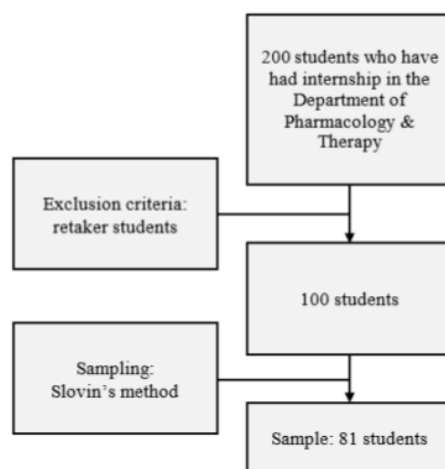 200 students who have
had internship in the
Department of
Pharmacology &
Therapy
Exclusion criteria:
retaker students
100 students
Sampling:
Slovin’s method
Sample: 81 students